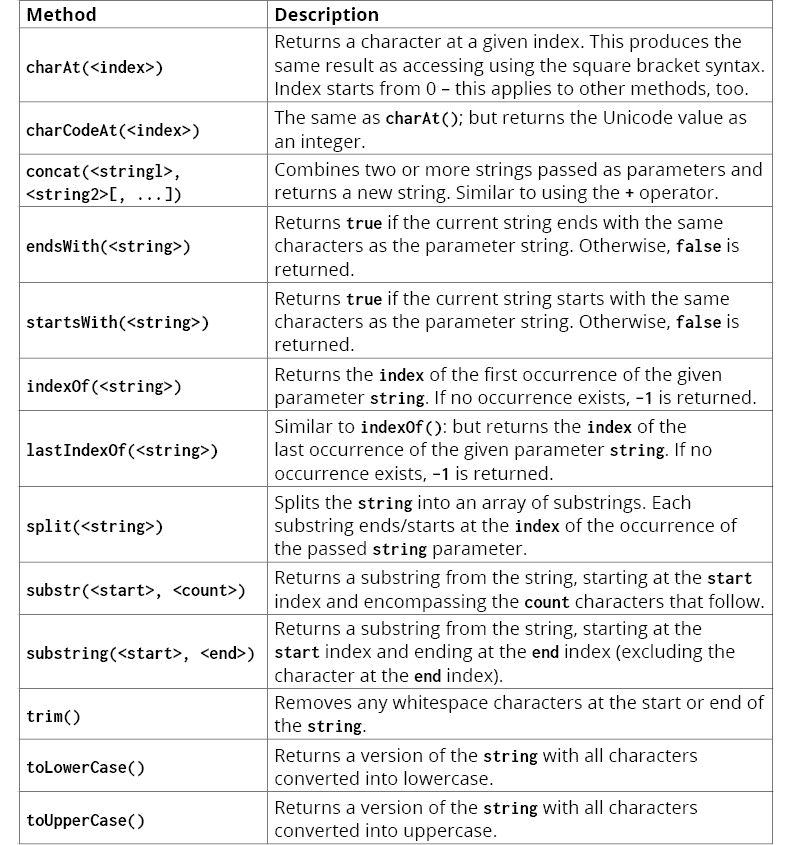 Method Description
charAt(<index>)
Returns a character at a given index. This produces the
same result as accessing using the square bracket syntax.
Index starts from 0 – this applies to other methods, too.
charCodeAt(<index>)
The same as charAt(); but returns the Unicode value as
an integer.
concat(<stringl>,
<string2>[, ...])
Combines two or more strings passed as parameters and
returns a new string. Similar to using the + operator.
endsWith(<string>)
Returns true if the current string ends with the same
characters as the parameter string. Otherwise, false is
returned.
startsWith(<string>)
Returns true if the current string starts with the same
characters as the parameter string. Otherwise, false is
returned.
indexOf(<string>)
Returns the index of the first occurrence of the given
parameter string. If no occurrence exists, -1 is returned.
lastIndexOf(<string>)
Similar to indexOf(): but returns the index of the
last occurrence of the given parameter string. If no
occurrence exists, -1 is returned.
split(<string>)
Splits the string into an array of substrings. Each
substring ends/starts at the index of the occurrence of
the passed string parameter.
substr(<start>, <count>)
Returns a substring from the string, starting at the start
index and encompassing the count characters that follow.
substring(<start>, <end>)
Returns a substring from the string, starting at the
start index and ending at the end index (excluding the
character at the end index).
trim()
Removes any whitespace characters at the start or end of
the string.
toLowerCase()
Returns a version of the string with all characters
converted into lowercase.
toUpperCase()
Returns a version of the string with all characters
converted into uppercase.